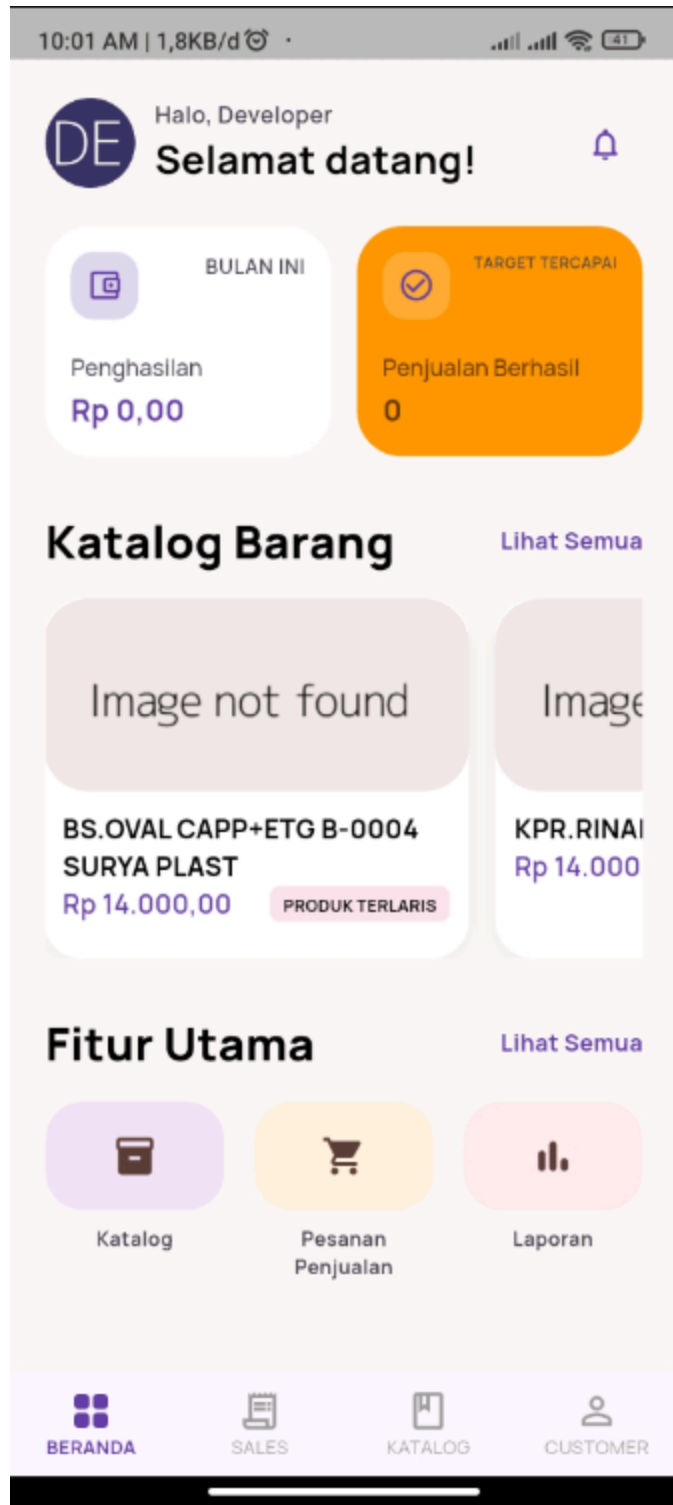 10:01 AM | 1,8KB/d
41
DE
Halo, Developer
Selamat datang!
BULAN INI
Penghasilan
Rp 0,00
TARGET TERCAPAI
Penjualan Berhasil
0
Katalog Barang
Lihat Semua
Image not found
BS.OVAL CAPP+ETG B-0004
SURYA PLAST
Rp 14.000,00
PRODUK TERLARIS
Image
KPR.RINAI
Rp 14.000
Fitur Utama
Lihat Semua
Katalog
Pesanan
Penjualan
Laporan
BERANDA
SALES
KATALOG
CUSTOMER